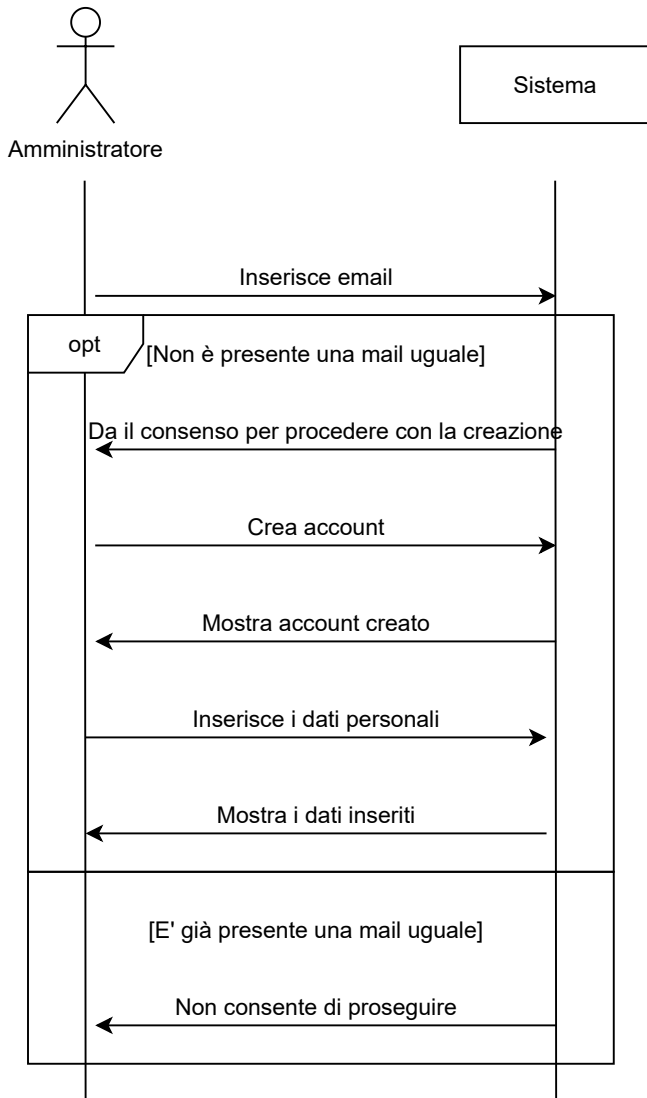 Sistema
Amministratore
Inserisce email
opt
[Non è presente una mail uguale]
Da il consenso per procedere con la creazione
Crea account
Mostra account creato
Inserisce i dati personali
Mostra i dati inseriti
[E' già presente una mail uguale]
Non consente di proseguire